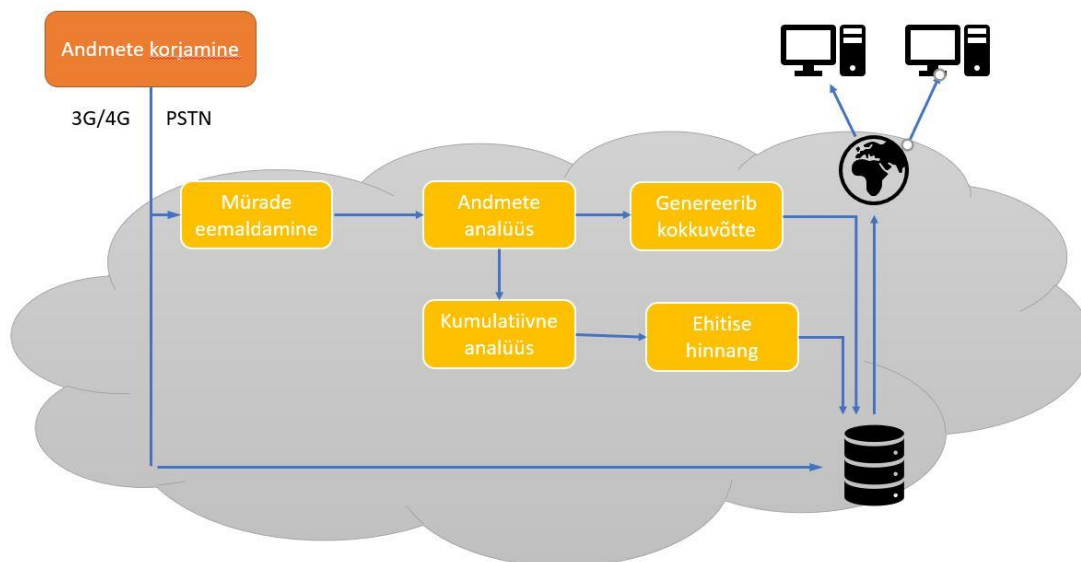 Andmete korjamine
3G/4G PSTN
Mürade
eemaldamine
Andmete
analüüs
Genereerib
kokkuvõtte
Kumulatiivne
analüüs
Ehitise
hinnang